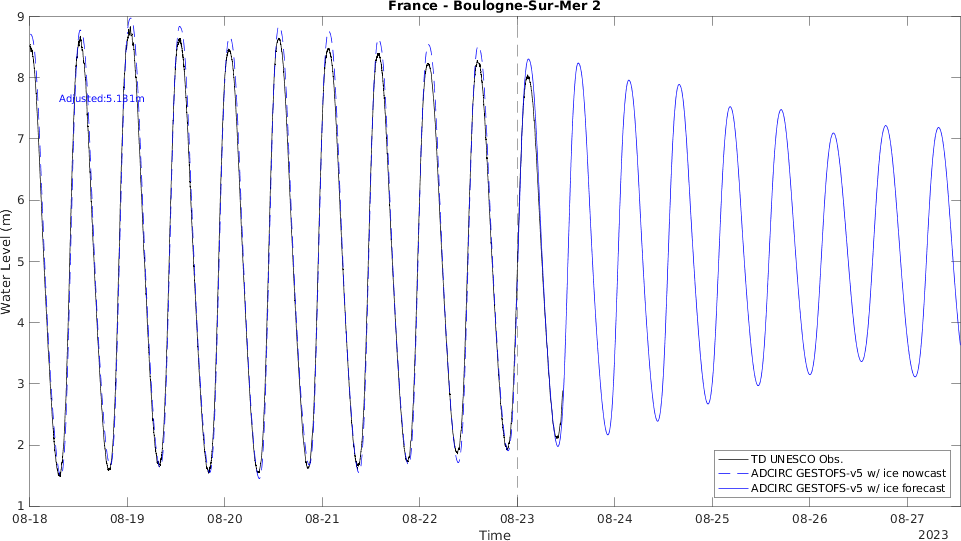 France - Boulogne-Sur-Mer 2
9
8
7
6
5
4
3
2
1
Water Level (m)
Adjusted:5.131m
TD UNESCO Obs.
ADCIRC GESTOFS-v5 w/ ice nowcast
ADCIRC GESTOFS-v5 w/ ice forecast
08-18 08-19 08-20 08-21 08-22 08-23 08-24 08-25 08-26 08-27
Time
2023